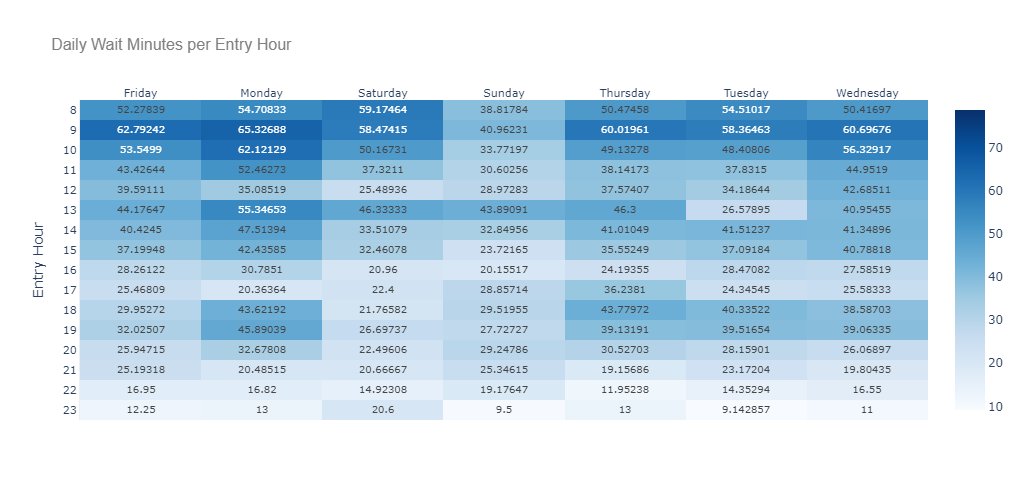 Daily Wait Minutes per Entry Hour
Friday Monday Saturday Sunday Thursday Tuesday Wednesday
8 52.27839 54.70833 59.17464 38.81784 50.47458 54.51017 50.41697
9 62.79242 65.32688 58.47415 40.96231 60.01961 58.36463 60.69676
10 53.5499 62.12129 50.16731 33.77197 49.13278 48.40806 56.32917
11 43.42644 52.46273 37.3211 30.60256 38.14173 37.8315 44.9519
12 39.59111 35.08519 25.48936 28.97283 37.57407 34.18644 42.68511
13 44.17647 55.34653 46.33333 43.89091 46.3 26.57895 40.95455
14 40.4245 47.51394 33.51079 32.84956 41.01049 41.51237 41.34896
15 37.19948 42.43585 32.46078 23.72165 35.55249 37.09184 40.78818
16 28.26122 30.7851 20.96 20.15517 24.19355 28.47082 27.58519
17 25.46809 20.36364 22.4 28.85714 36.2381 24.34545 25.58333
18 29.95272 43.62192 21.76582 29.51955 43.77972 40.33522 38.58703
19 32.02507 45.89039 26.69737 27.72727 39.13191 39.51654 39.06335
20 25.94715 32.67808 22.49606 29.24786 30.52703 28.15901 26.06897
21 25.19318 20.48515 20.66667 25.34615 19.15686 23.17204 19.80435
22 16.95 16.82 14.92308 19.17647 11.95238 14.35294 16.55
23 12.25 13 20.6 9.5 13 9.142857 11
Entry Hour
70
60
50
40
30
20
10